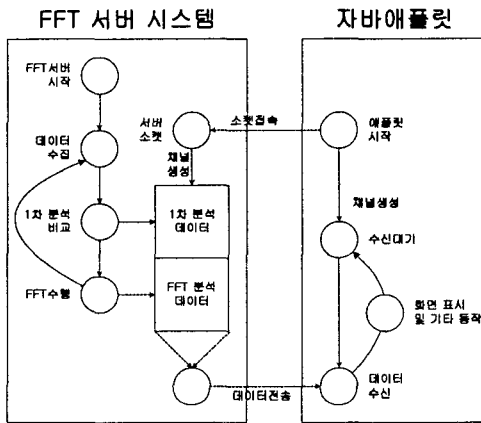 FFT 서버 시스템
자바애플릿
FFT서버
시작
서버
소켓
소켓접속
애플릿
시작
데이터
수집
채널
생성
채널생성
1차 분석
비교
1차 분석
데이터
수신대기
FFT수행
FFT 분석
데이터
화면 표시
및 기타 동작
데이터전송
데이터
수신